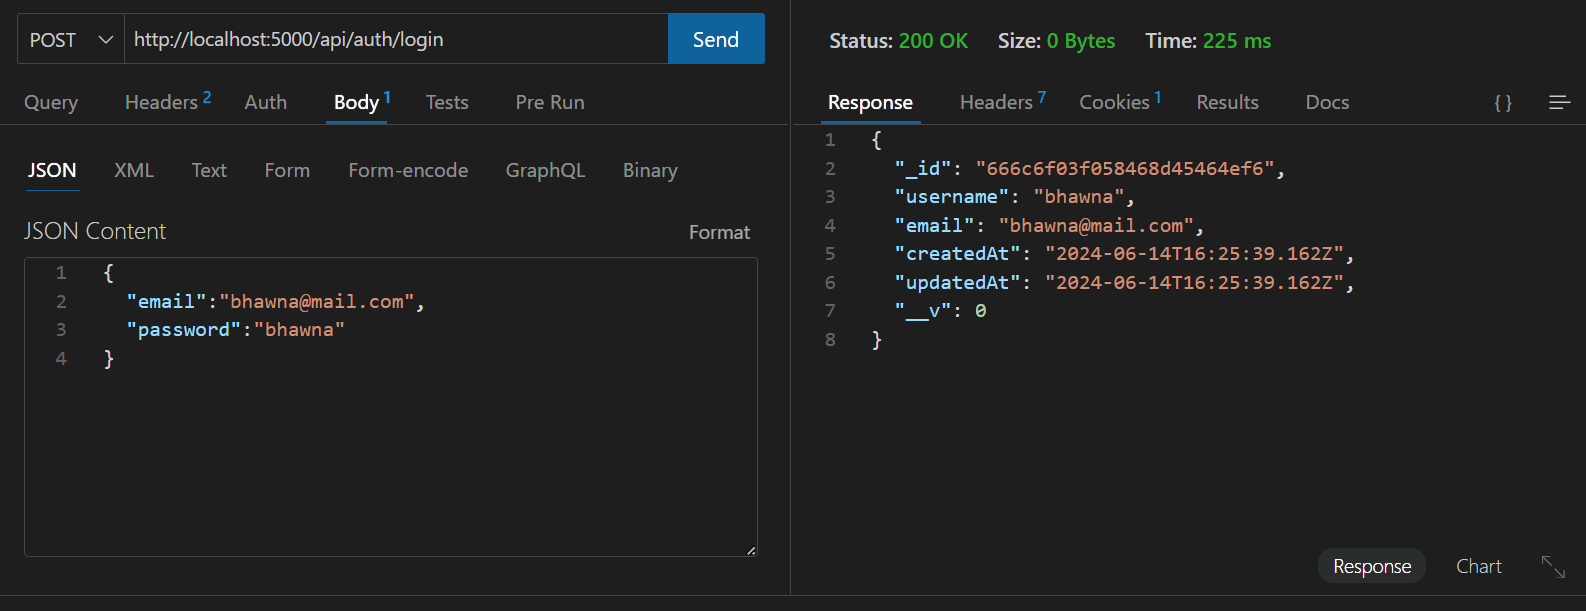 POST http://localhost:5000/api/auth/login Send
Query Headers 2 Auth Body 1 Tests Pre Run
JSON XML Text Form Form-encode GraphQL Binary
JSON Content Format
1 {
2 "email":"bhawna@mail.com",
3 "password":"bhawna"
4 }
Status: 200 OK Size: 0 Bytes Time: 225 ms
Response Headers 7 Cookies 1 Results Docs { }
1 {
2 "_id": "666c6f03f058468d45464ef6",
3 "username": "bhawna",
4 "email": "bhawna@mail.com",
5 "createdAt": "2024-06-14T16:25:39.162Z",
6 "updatedAt": "2024-06-14T16:25:39.162Z",
7 "__v": 0
8 }
Response Chart